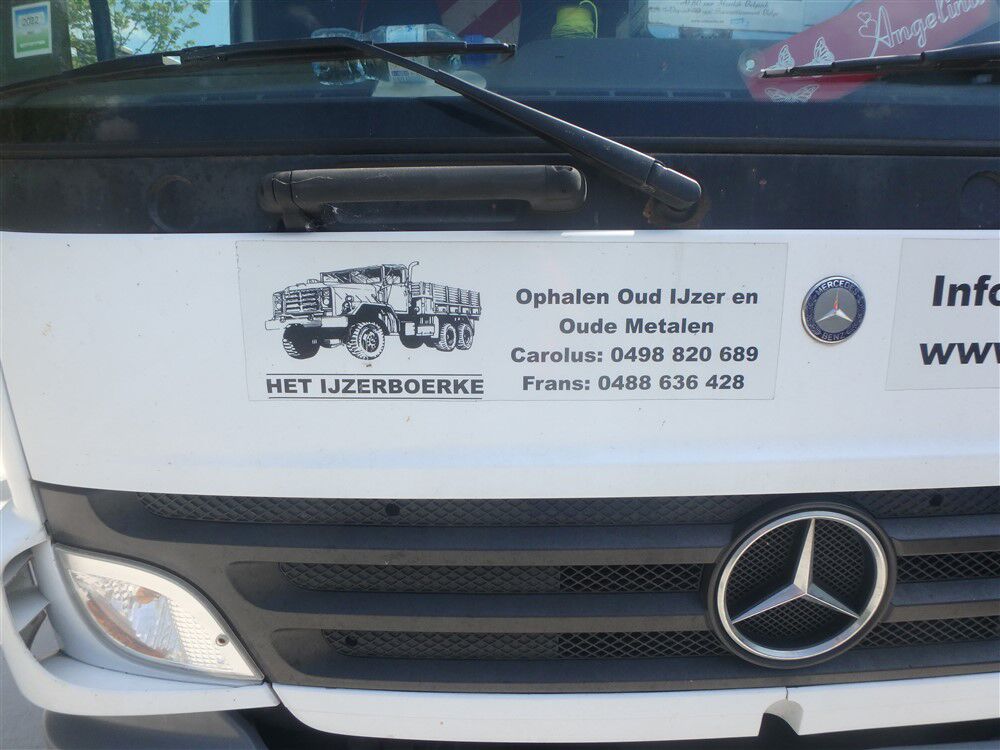 2022
Angelina
Ophalen Oud IJzer en
Oude Metalen
Carolus: 0498 820 689
Frans: 0488 636 428
HET IJZERBOERKE
MERCEDES
BENZ
Info
www